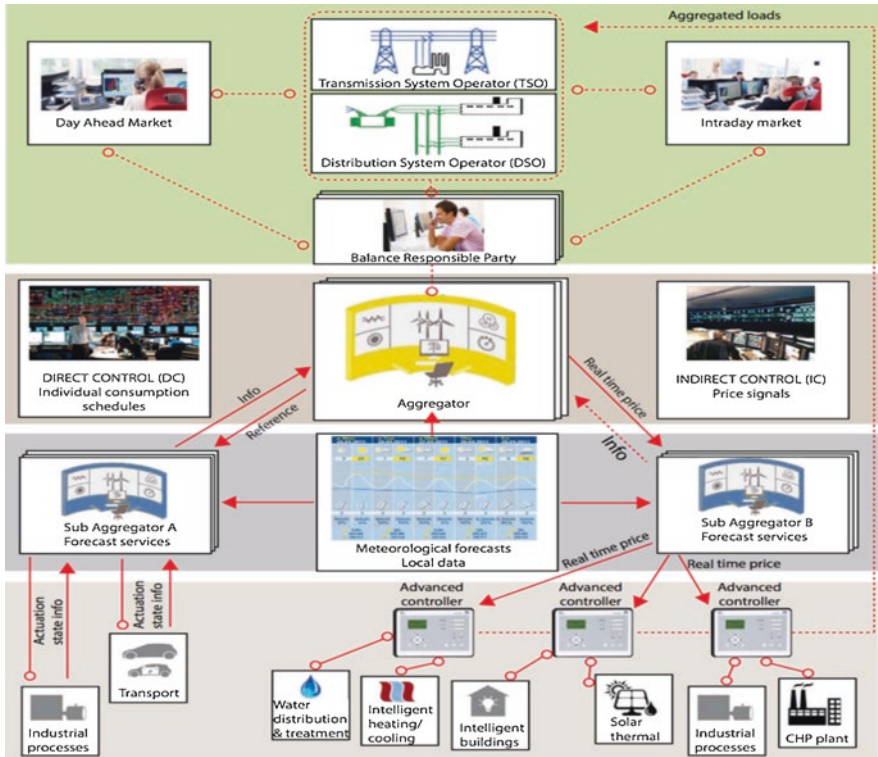 Aggregated loads
Transmission System Operator (TSO)
Day Ahead Market
Intraday market
Distribution System Operator (DSO)
Balance Responsible Party
DIRECT CONTROL (DC)
Individual consumption
schedules
Info
Reference
Aggregator
Real time price
Info
INDIRECT CONTROL (IC)
Price signals
Sub Aggregator A
Forecast services
Meteorological forecasts
Local data
Sub Aggregator B
Forecast services
Real time price
Real time price
Actuation
state info
Actuation
state info
Advanced
controller
Advanced
controller
Advanced
controller
Transport
Industrial
processes
Water
distribution
& treatment
Intelligent
heating/
cooling
Intelligent
buildings
Solar
thermal
Industrial
processes
CHP plant